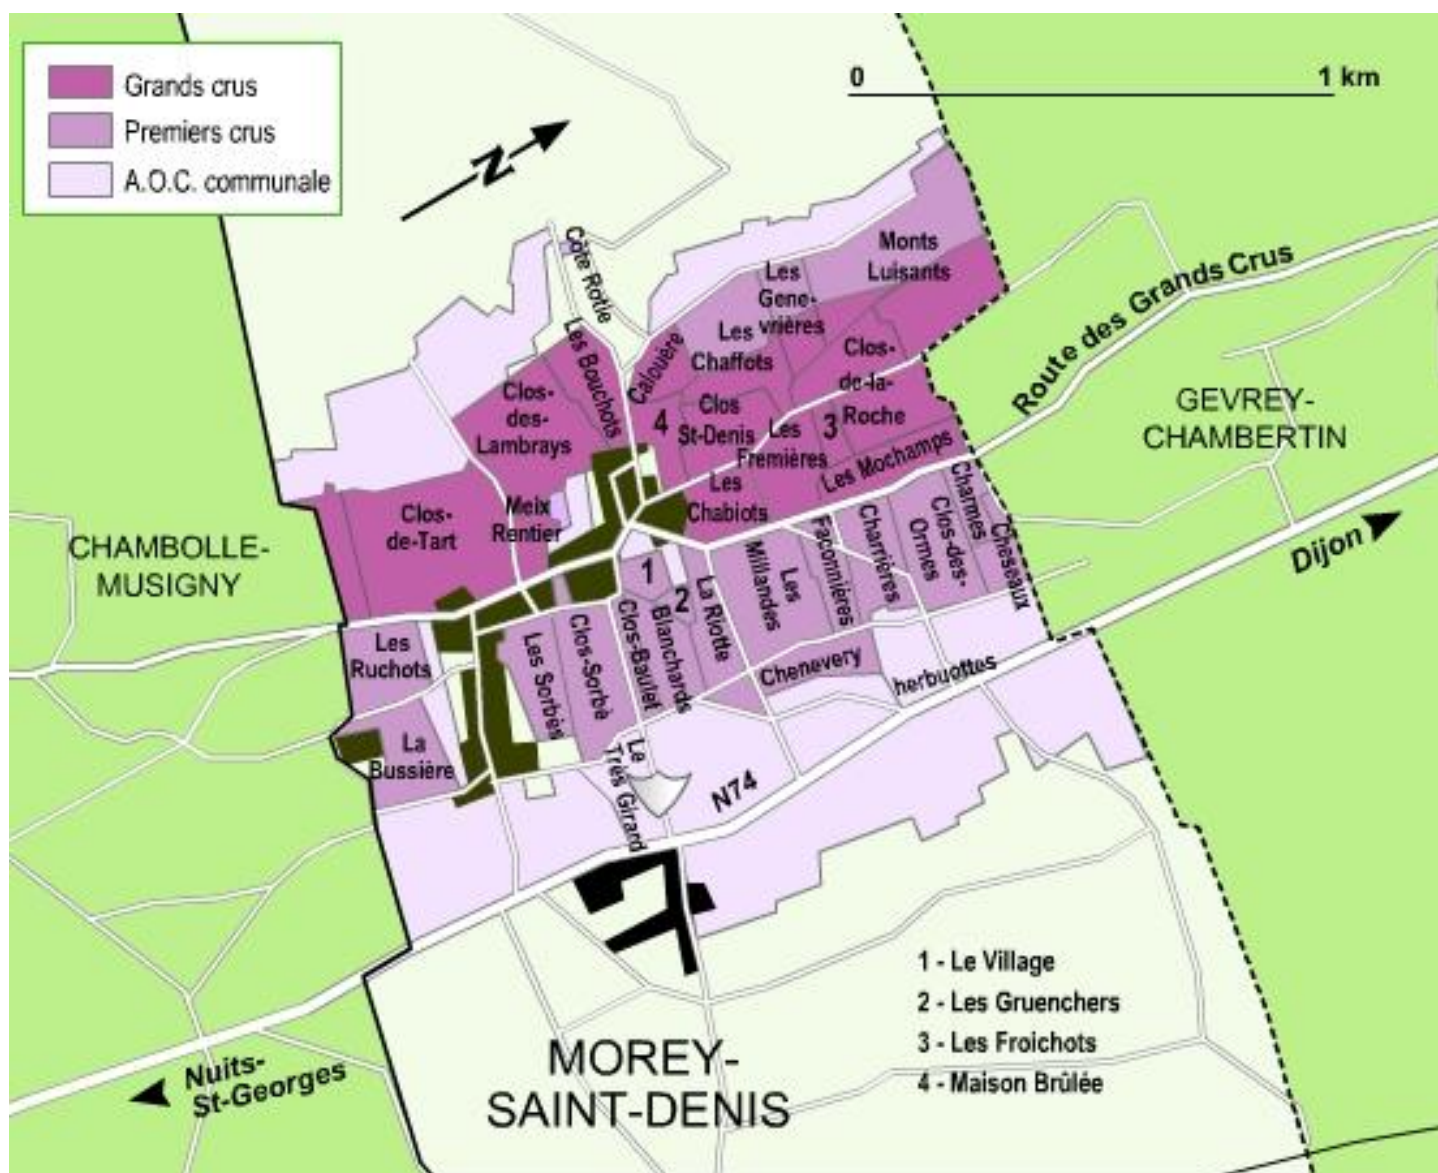 Grands crus
Premiers crus
A.O.C. communale
0
1 km
N
Côte Rotie
Les Bouchots
Calouère
Les
Chaffots
Les
Gene-
vrières
Monts
Luisants
Route des Grands Crus
Clos-
des-
Lambrays
4
Clos
St-Denis
Les
Fremières
3
Clos-
de-la-
Roche
GEVREY-
CHAMBERTIN
Clos-
de-Tart
Meix
Rentier
Les
Chabiots
Les Mochamps
Charmes
Cheseaux
Clos-des-
Ormes
Charrières
Faconnières
Les
Millandes
CHAMBOLLE-
MUSIGNY
Dijon
1
2
La Riotte
Blanchards
Clos-Baulet
Clos-Sorbè
Les Sorbès
Les
Ruchots
Chenevery
herbuottes
La
Bussière
Le
Très Girard
N74
1 - Le Village
2 - Les Gruenchers
3 - Les Froichots
4 - Maison Brûlée
MOREY-
SAINT-DENIS
Nuits-
St-Georges